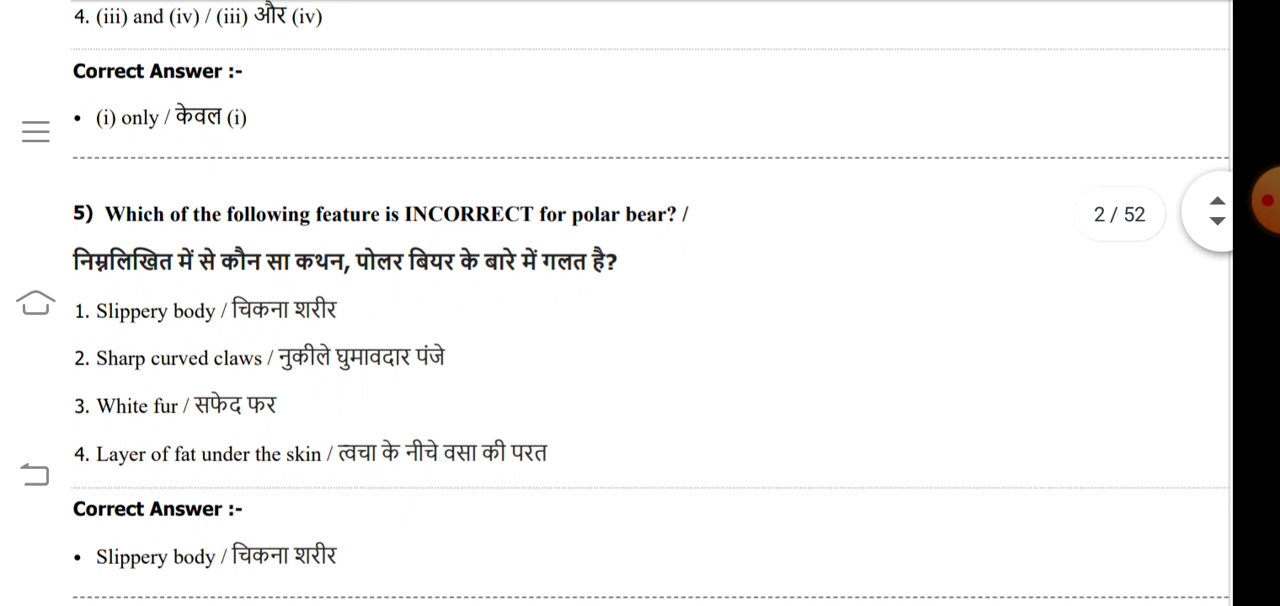 4. (iii) and (iv) / (iii) और (iv)
Correct Answer :-
• (i) only / केवल (i)
5) Which of the following feature is INCORRECT for polar bear? /
2 / 52
निम्नलिखित में से कौन सा कथन, पोलर बियर के बारे में गलत है?
1. Slippery body / चिकना शरीर
2. Sharp curved claws / नुकीले घुमावदार पंजे
3. White fur / सफेद फर
4. Layer of fat under the skin / त्वचा के नीचे वसा की परत
Correct Answer :-
• Slippery body / चिकना शरीर